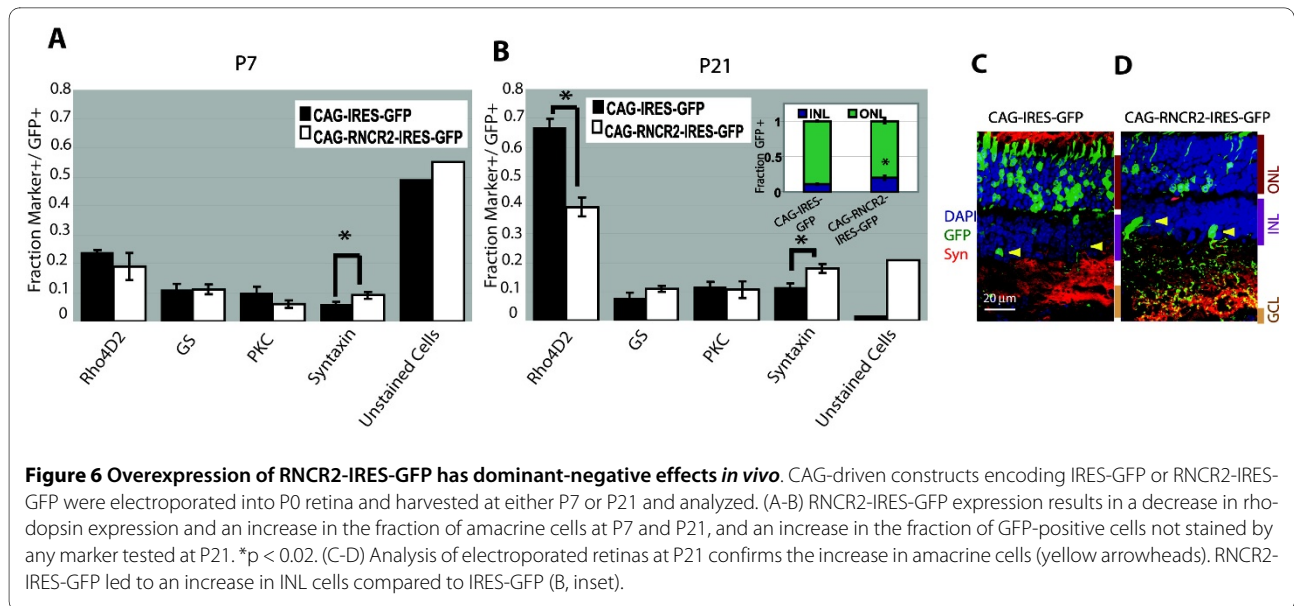 A
P7
Fraction Marker+/ GFP+
0.8
0.7
0.6
0.5
0.4
0.3
0.2
0.1
0
CAG-IRES-GFP
CAG-RNCR2-IRES-GFP
*
Rho4D2
GS
PKC
Syntaxin
Unstained Cells
B
P21
0.8
0.7
0.6
0.5
0.4
0.3
0.2
0.1
0
*
CAG-IRES-GFP
CAG-RNCR2-IRES-GFP
INL
ONL
Fraction GFP +
1
0.5
0
*
CAG-IRES-
GFP
CAG-RNCR2-
IRES-GFP
*
Rho4D2
GS
PKC
Syntaxin
Unstained Cells
C
CAG-IRES-GFP
DAPI
GFP
Syn
20 µm
D
CAG-RNCR2-IRES-GFP
ONL
INL
GCL
Figure 6 Overexpression of RNCR2-IRES-GFP has dominant-negative effects in vivo. CAG-driven constructs encoding IRES-GFP or RNCR2-IRES-
GFP were electroporated into P0 retina and harvested at either P7 or P21 and analyzed. (A-B) RNCR2-IRES-GFP expression results in a decrease in rho-
dopsin expression and an increase in the fraction of amacrine cells at P7 and P21, and an increase in the fraction of GFP-positive cells not stained by
any marker tested at P21. *p < 0.02. (C-D) Analysis of electroporated retinas at P21 confirms the increase in amacrine cells (yellow arrowheads). RNCR2-
IRES-GFP led to an increase in INL cells compared to IRES-GFP (B, inset).